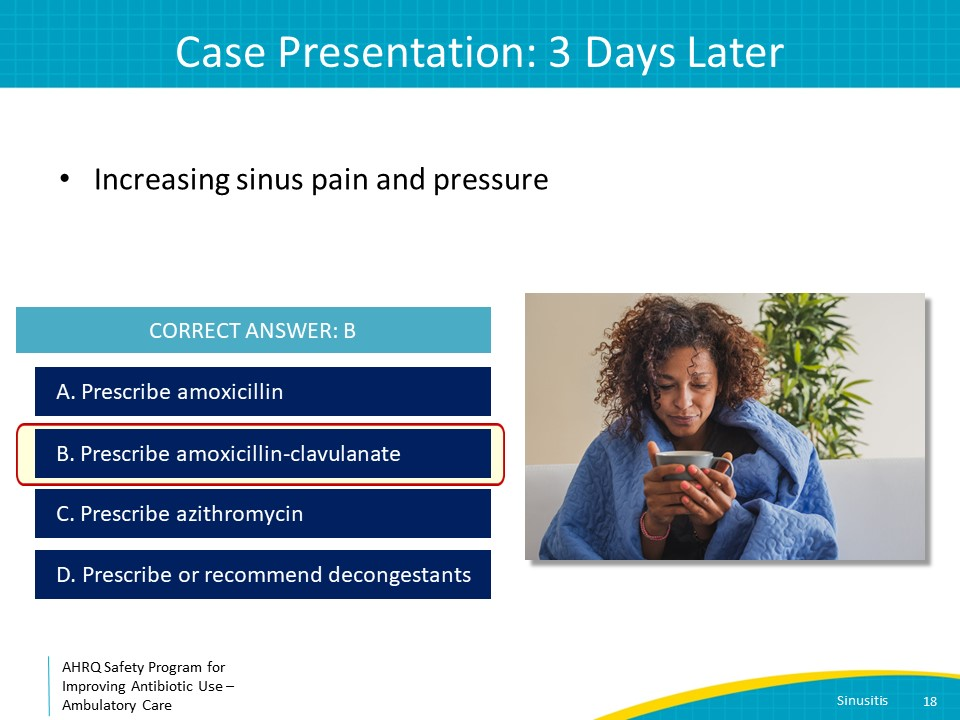 Case Presentation: 3 Days Later
• Increasing sinus pain and pressure
CORRECT ANSWER: B
A. Prescribe amoxicillin
B. Prescribe amoxicillin-clavulanate
C. Prescribe azithromycin
D. Prescribe or recommend decongestants
AHRQ Safety Program for
Improving Antibiotic Use –
Ambulatory Care
Sinusitis 18